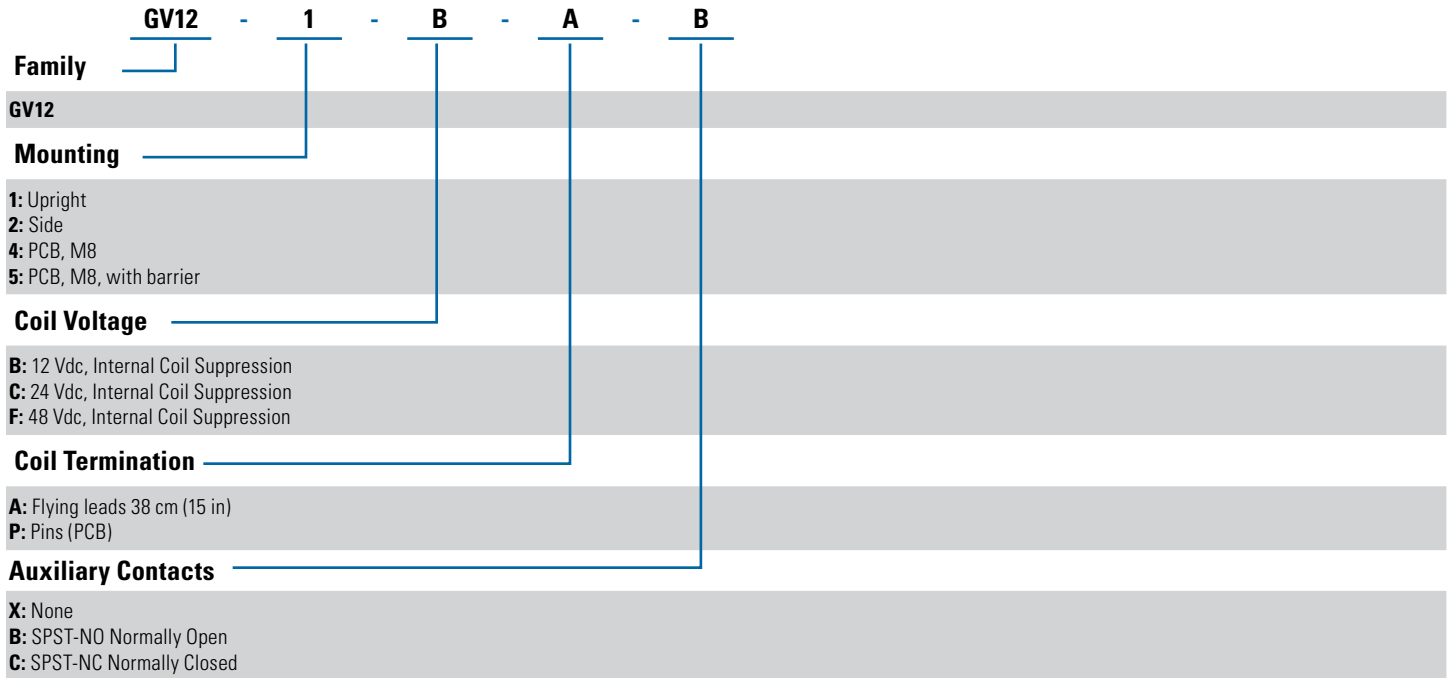 GV12 - 1 - B - A - B
Family
GV12
Mounting
1: Upright
2: Side
4: PCB, M8
5: PCB, M8, with barrier
Coil Voltage
B: 12 Vdc, Internal Coil Suppression
C: 24 Vdc, Internal Coil Suppression
F: 48 Vdc, Internal Coil Suppression
Coil Termination
A: Flying leads 38 cm (15 in)
P: Pins (PCB)
Auxiliary Contacts
X: None
B: SPST-NO Normally Open
C: SPST-NC Normally Closed